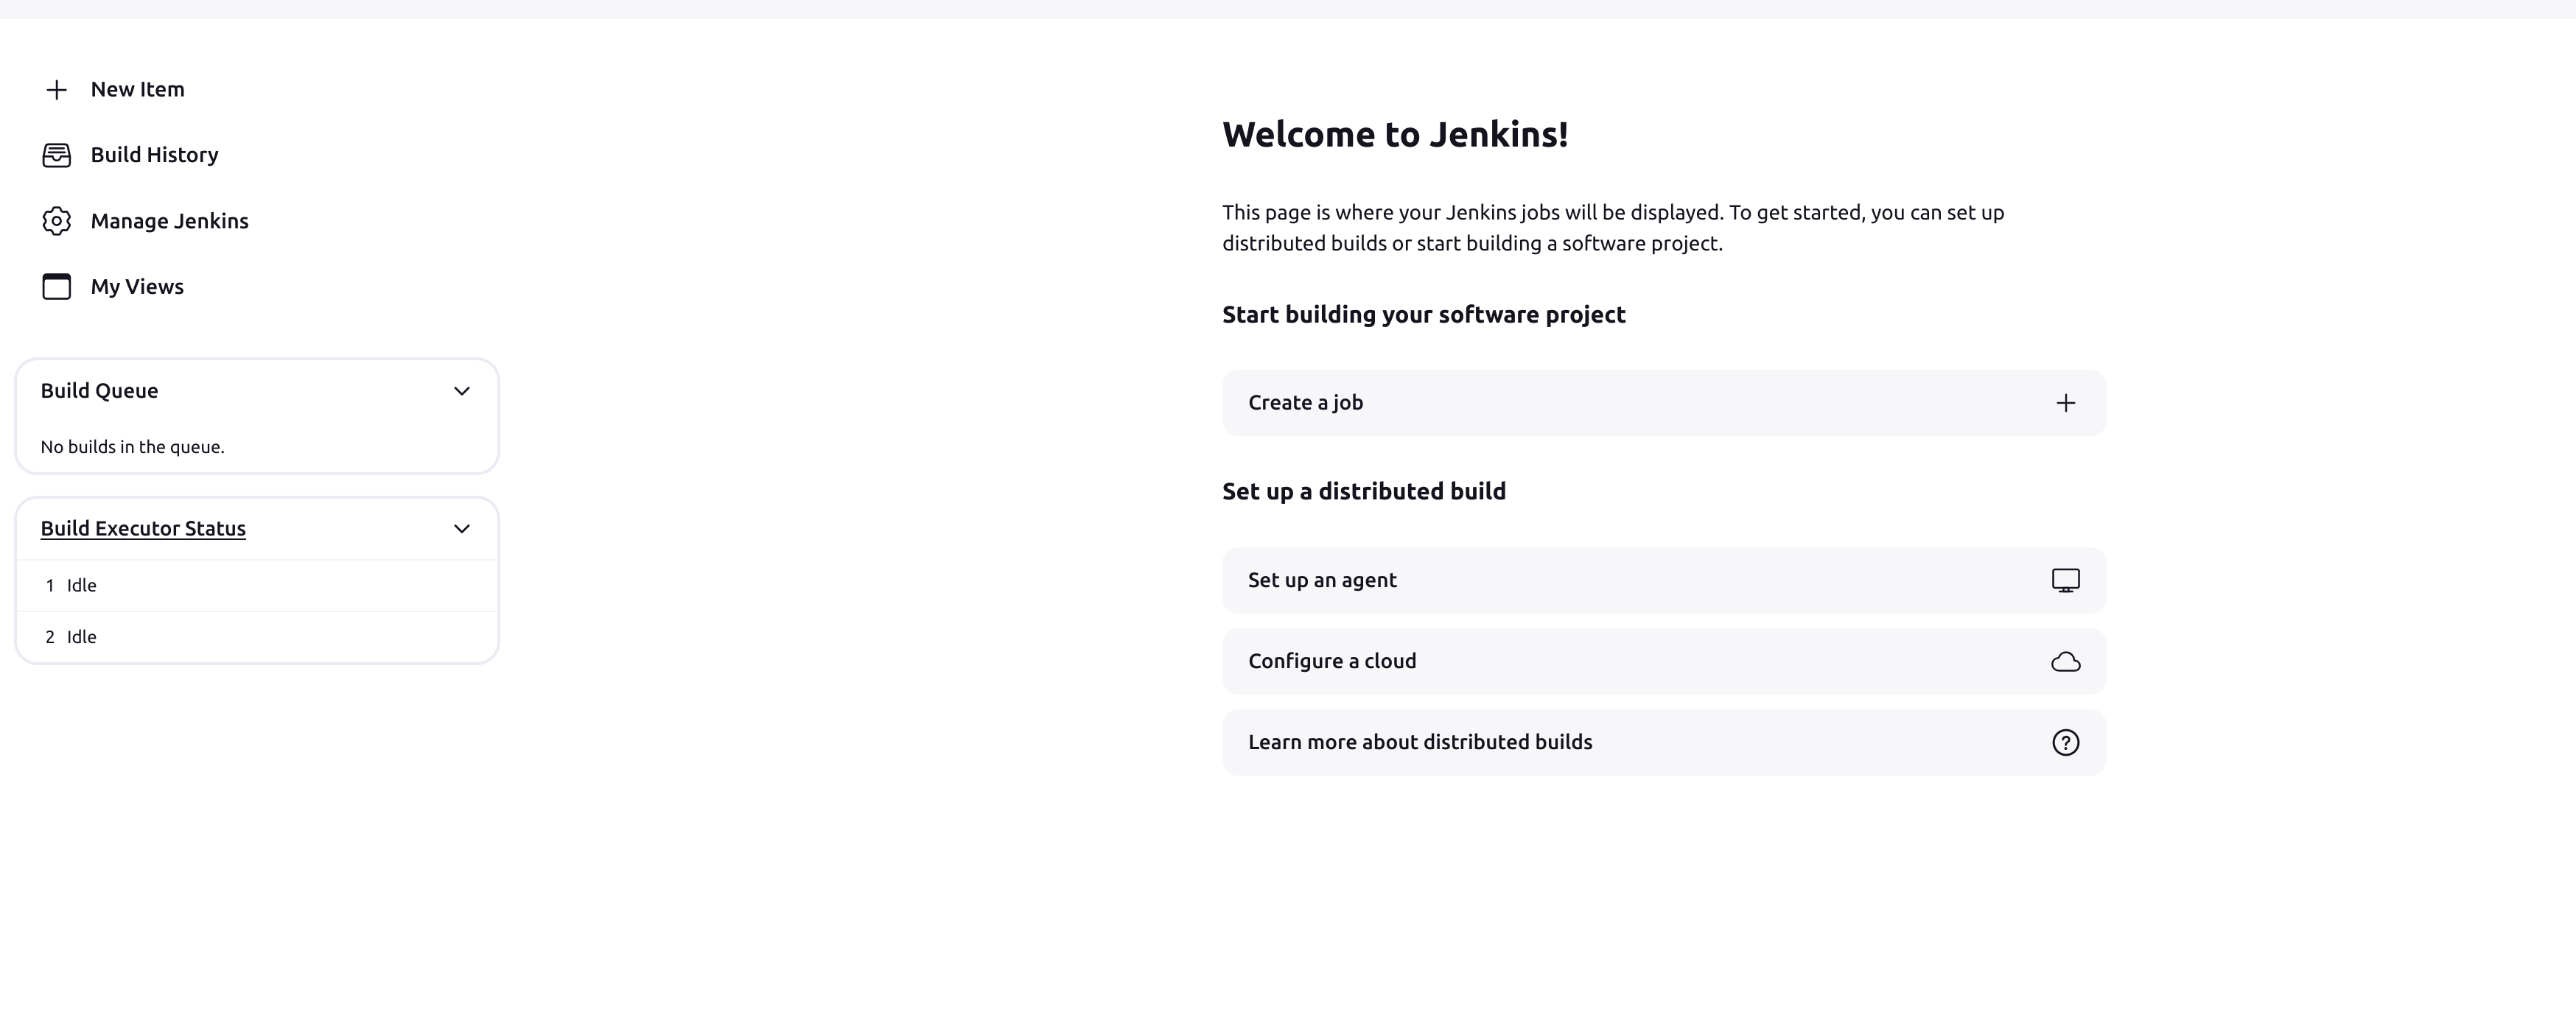 New Item
Build History
Manage Jenkins
My Views
Build Queue
No builds in the queue.
Build Executor Status
1 Idle
2 Idle
Welcome to Jenkins!
This page is where your Jenkins jobs will be displayed. To get started, you can set up
distributed builds or start building a software project.
Start building your software project
Create a job
Set up a distributed build
Set up an agent
Configure a cloud
Learn more about distributed builds